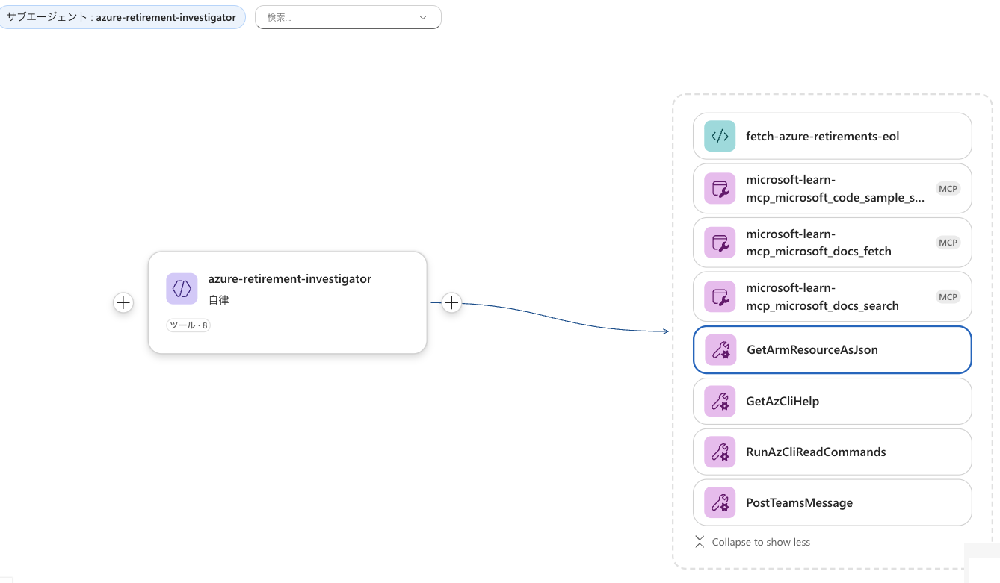 サブエージェント : azure-retirement-investigator
検索...
fetch-azure-retirements-eol
microsoft-learn-
mcp_microsoft_code_sample_s...
MCP
microsoft-learn-
mcp_microsoft_docs_fetch
MCP
azure-retirement-investigator
自律
ツール · 8
microsoft-learn-
mcp_microsoft_docs_search
MCP
GetArmResourceAsJson
GetAzCliHelp
RunAzCliReadCommands
PostTeamsMessage
Collapse to show less